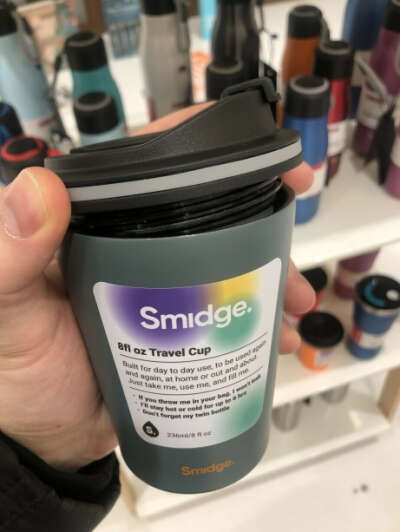 Smidge.
8fl oz Travel Cup
Built for day to day use, to be used again
and again, at home or out and about.
Just take me, use me, and fill me.
• If you throw me in your bag, I won't leak
• I'll stay hot or cold for up to 4 hrs
• Don't forget my twin bottle
S
236ml/8 fl oz
Smidge.